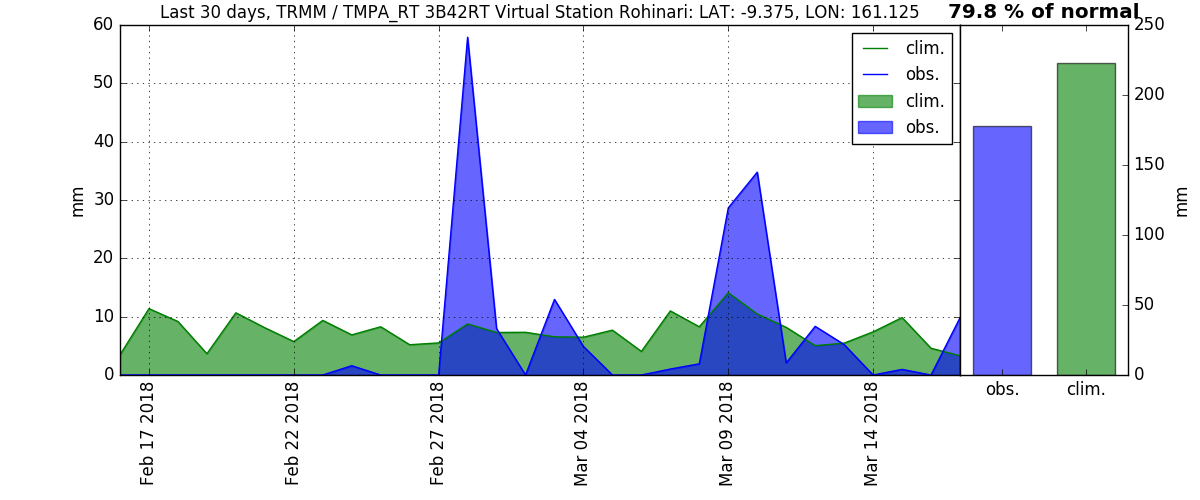 Last 30 days, TRMM / TMPA_RT 3B42RT Virtual Station Rohinari: LAT: -9.375, LON: 161.125
79.8 % of normal
60
50
40
30
20
10
0
mm
clim.
obs.
clim.
obs.
Feb 17 2018
Feb 22 2018
Feb 27 2018
Mar 04 2018
Mar 09 2018
Mar 14 2018
250
200
150
100
50
0
mm
obs.
clim.